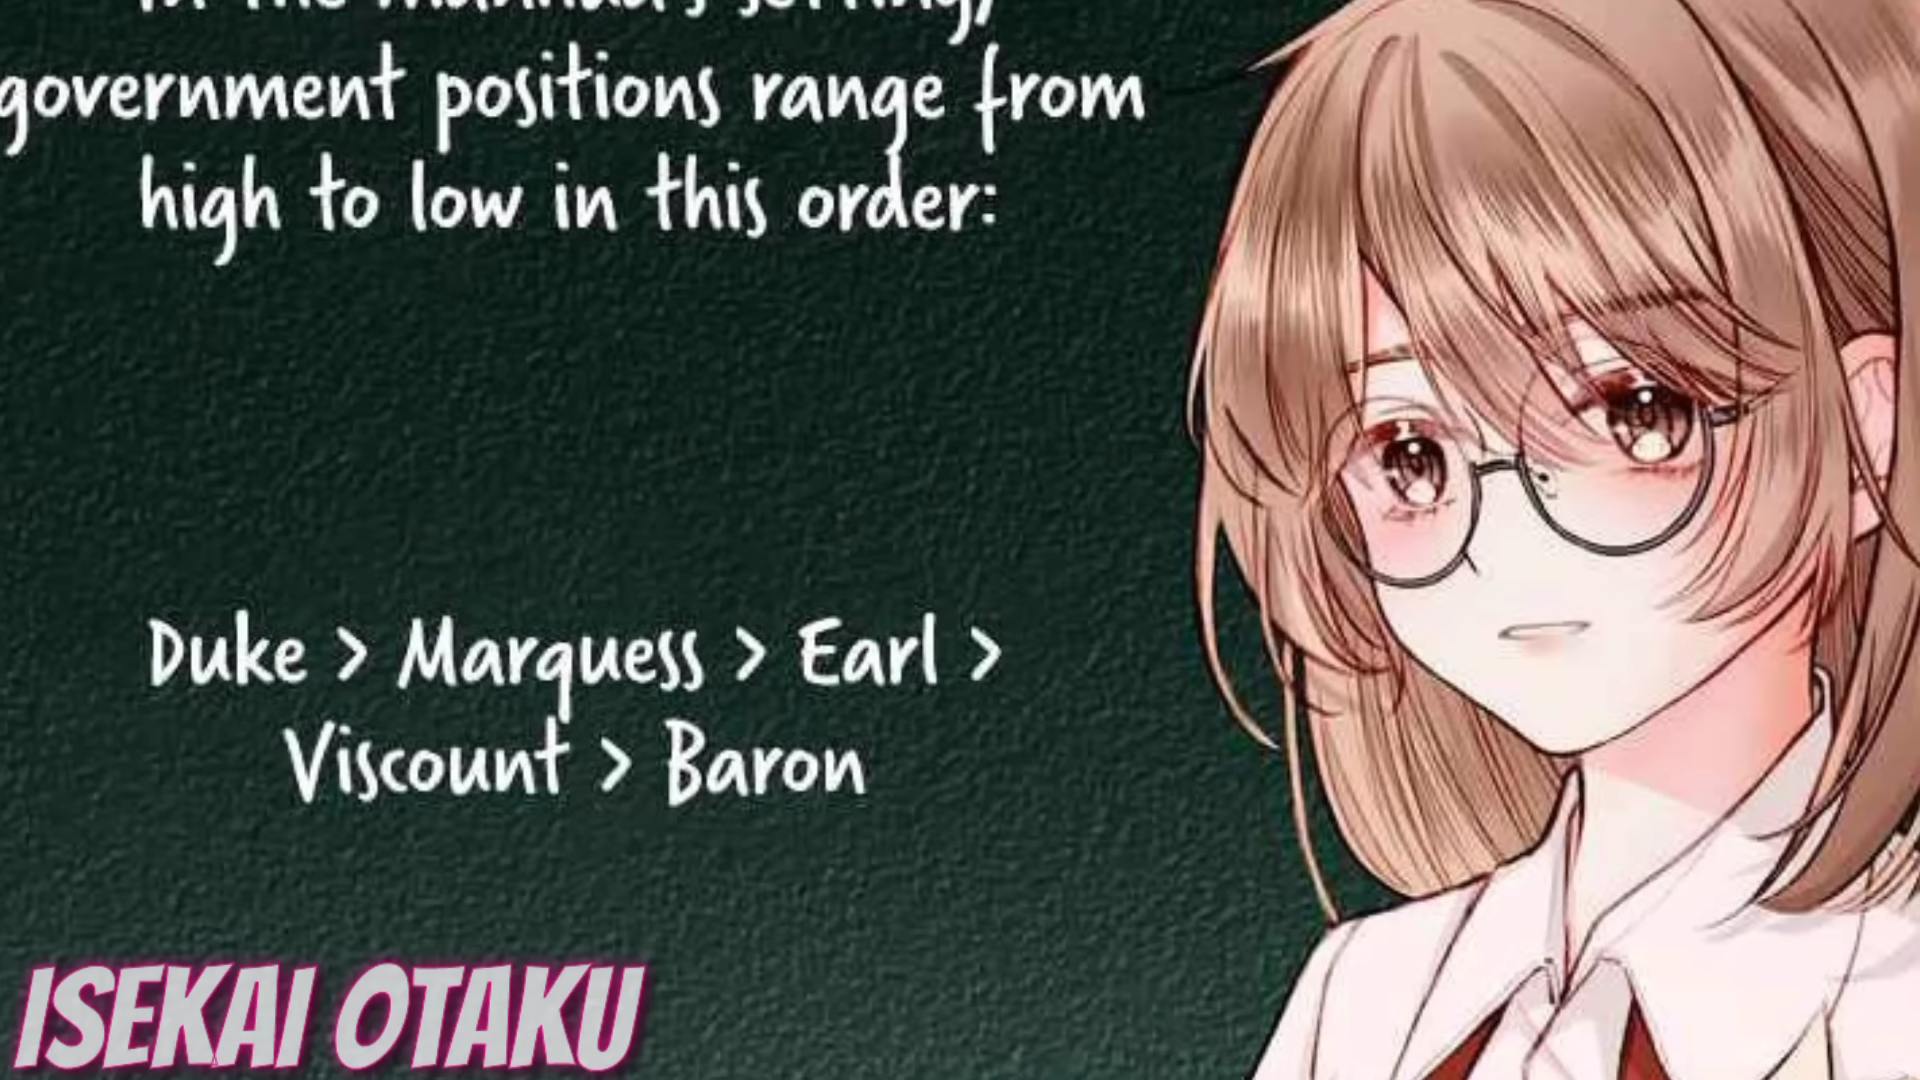 government positions range from
high to low in this order:
Duke > Marquess > Earl >
Viscount > Baron
ISEKAI OTAKU